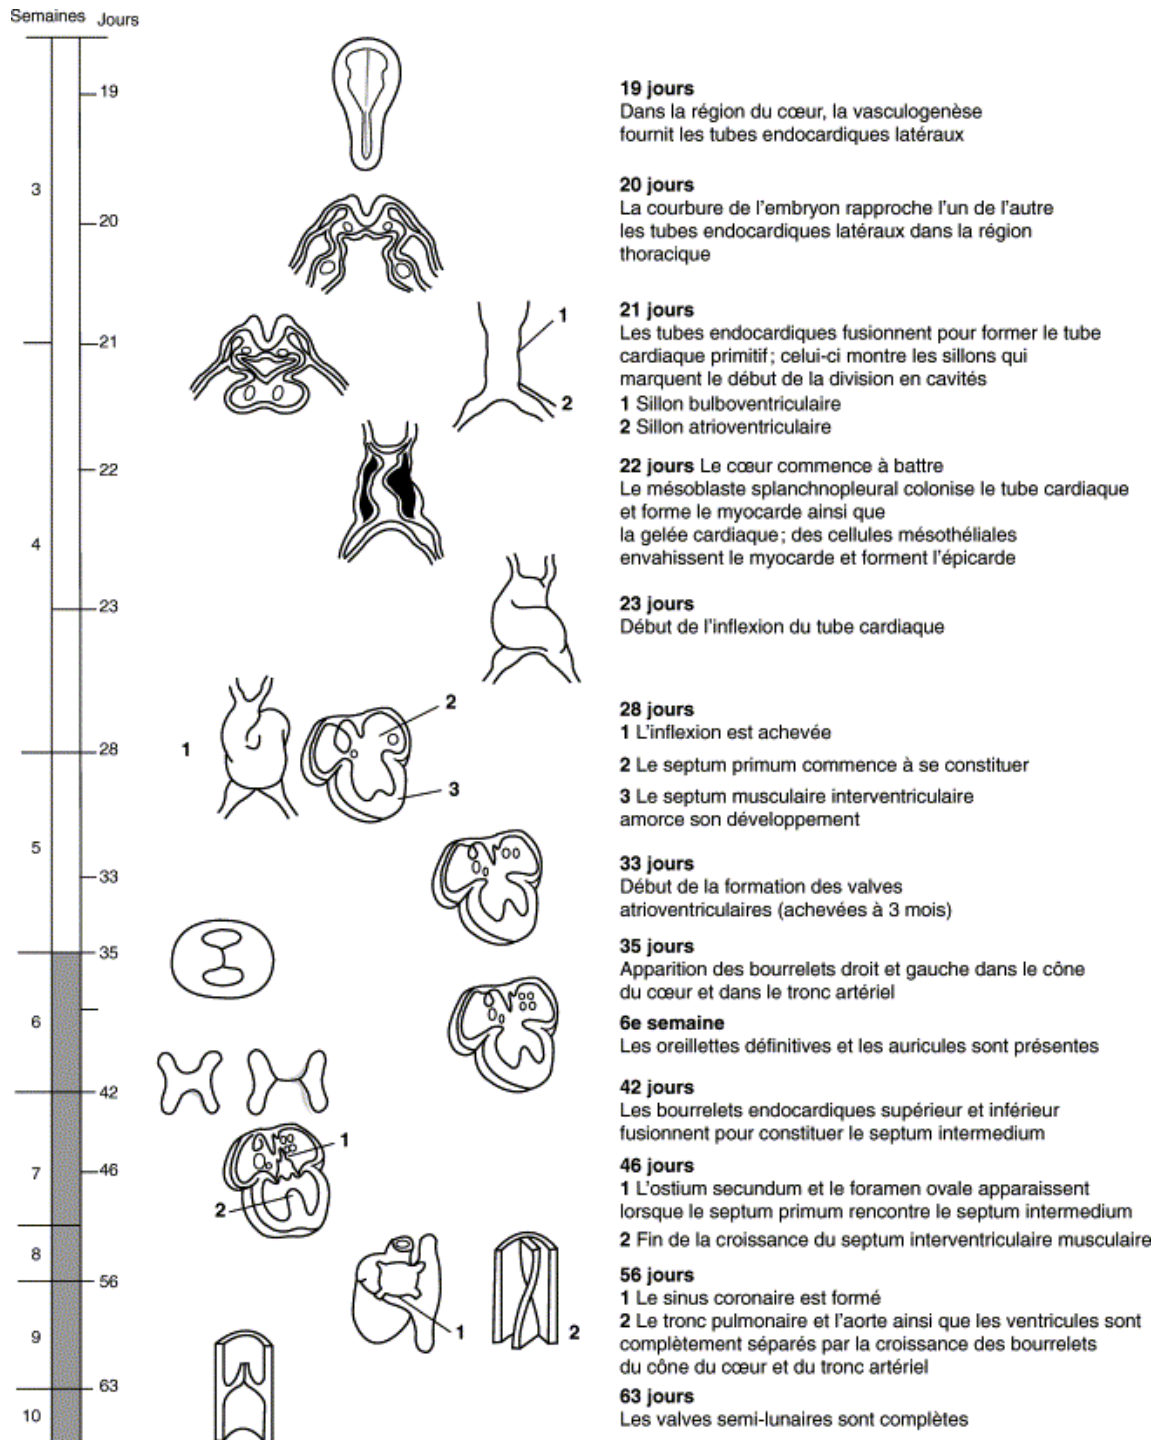 Semaines Jours
19
3
20
21
22
4
23
28
5
33
35
6
42
7
46
8
56
9
63
10
1
2
1
2
3
1
2
1
2
19 jours
Dans la région du cœur, la vasculogenèse
fournit les tubes endocardiques latéraux
20 jours
La courbure de l'embryon rapproche l'un de l'autre
les tubes endocardiques latéraux dans la région
thoracique
21 jours
Les tubes endocardiques fusionnent pour former le tube
cardiaque primitif ; celui-ci montre les sillons qui
marquent le début de la division en cavités
1 Sillon bulboventriculaire
2 Sillon atrioventriculaire
22 jours Le cœur commence à battre
Le mésoblaste splanchnopleural colonise le tube cardiaque
et forme le myocarde ainsi que
la gelée cardiaque ; des cellules mésothéliales
envahissent le myocarde et forment l'épicarde
23 jours
Début de l'inflexion du tube cardiaque
28 jours
1 L'inflexion est achevée
2 Le septum primum commence à se constituer
3 Le septum musculaire interventriculaire
amorce son développement
33 jours
Début de la formation des valves
atrioventriculaires (achevées à 3 mois)
35 jours
Apparition des bourrelets droit et gauche dans le cône
du cœur et dans le tronc artériel
6e semaine
Les oreillettes définitives et les auricules sont présentes
42 jours
Les bourrelets endocardiques supérieur et inférieur
fusionnent pour constituer le septum intermedium
46 jours
1 L'ostium secundum et le foramen ovale apparaissent
lorsque le septum primum rencontre le septum intermedium
2 Fin de la croissance du septum interventriculaire musculaire
56 jours
1 Le sinus coronaire est formé
2 Le tronc pulmonaire et l'aorte ainsi que les ventricules sont
complètement séparés par la croissance des bourrelets
du cône du cœur et du tronc artériel
63 jours
Les valves semi-lunaires sont complètes